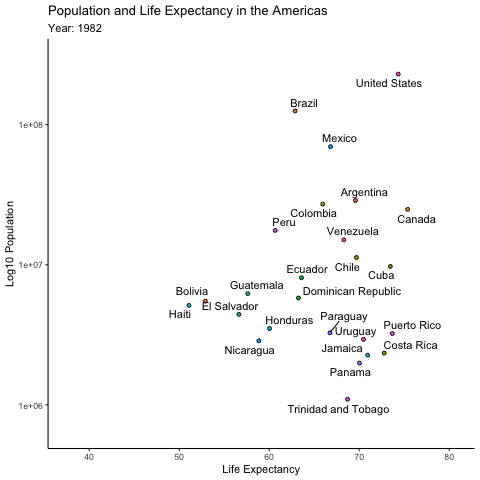 Population and Life Expectancy in the Americas
Year: 1982
United States
Brazil
1e+08
Mexico
Argentina
Colombia
Canada
Peru
Venezuela
Log10 Population
1e+07
Chile
Ecuador
Cuba
Guatemala
Bolivia
Dominican Republic
El Salvador
Haiti
Honduras
Paraguay
Uruguay
Puerto Rico
Nicaragua
Jamaica
Costa Rica
Panama
1e+06
Trinidad and Tobago
40 50 60 70 80
Life Expectancy